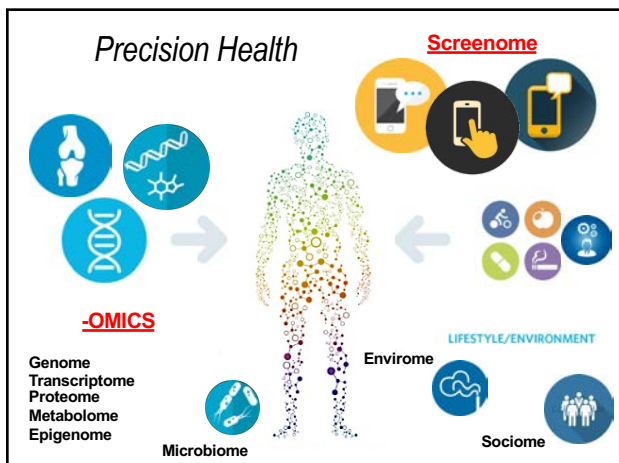 Precision Health
Screenome
-OMICS
Genome
Transcriptome
Proteome
Metabolome
Epigenome
Microbiome
LIFESTYLE/ENVIRONMENT
Envirome
Sociome